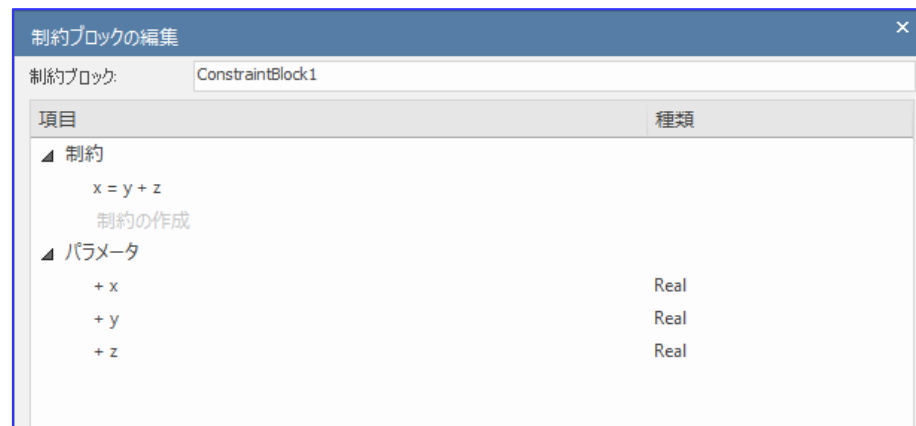 制約ブロックの編集
制約ブロック: ConstraintBlock1
項目 種類
制約
x = y + z
制約の作成
パラメータ
+ x Real
+ y Real
+ z Real